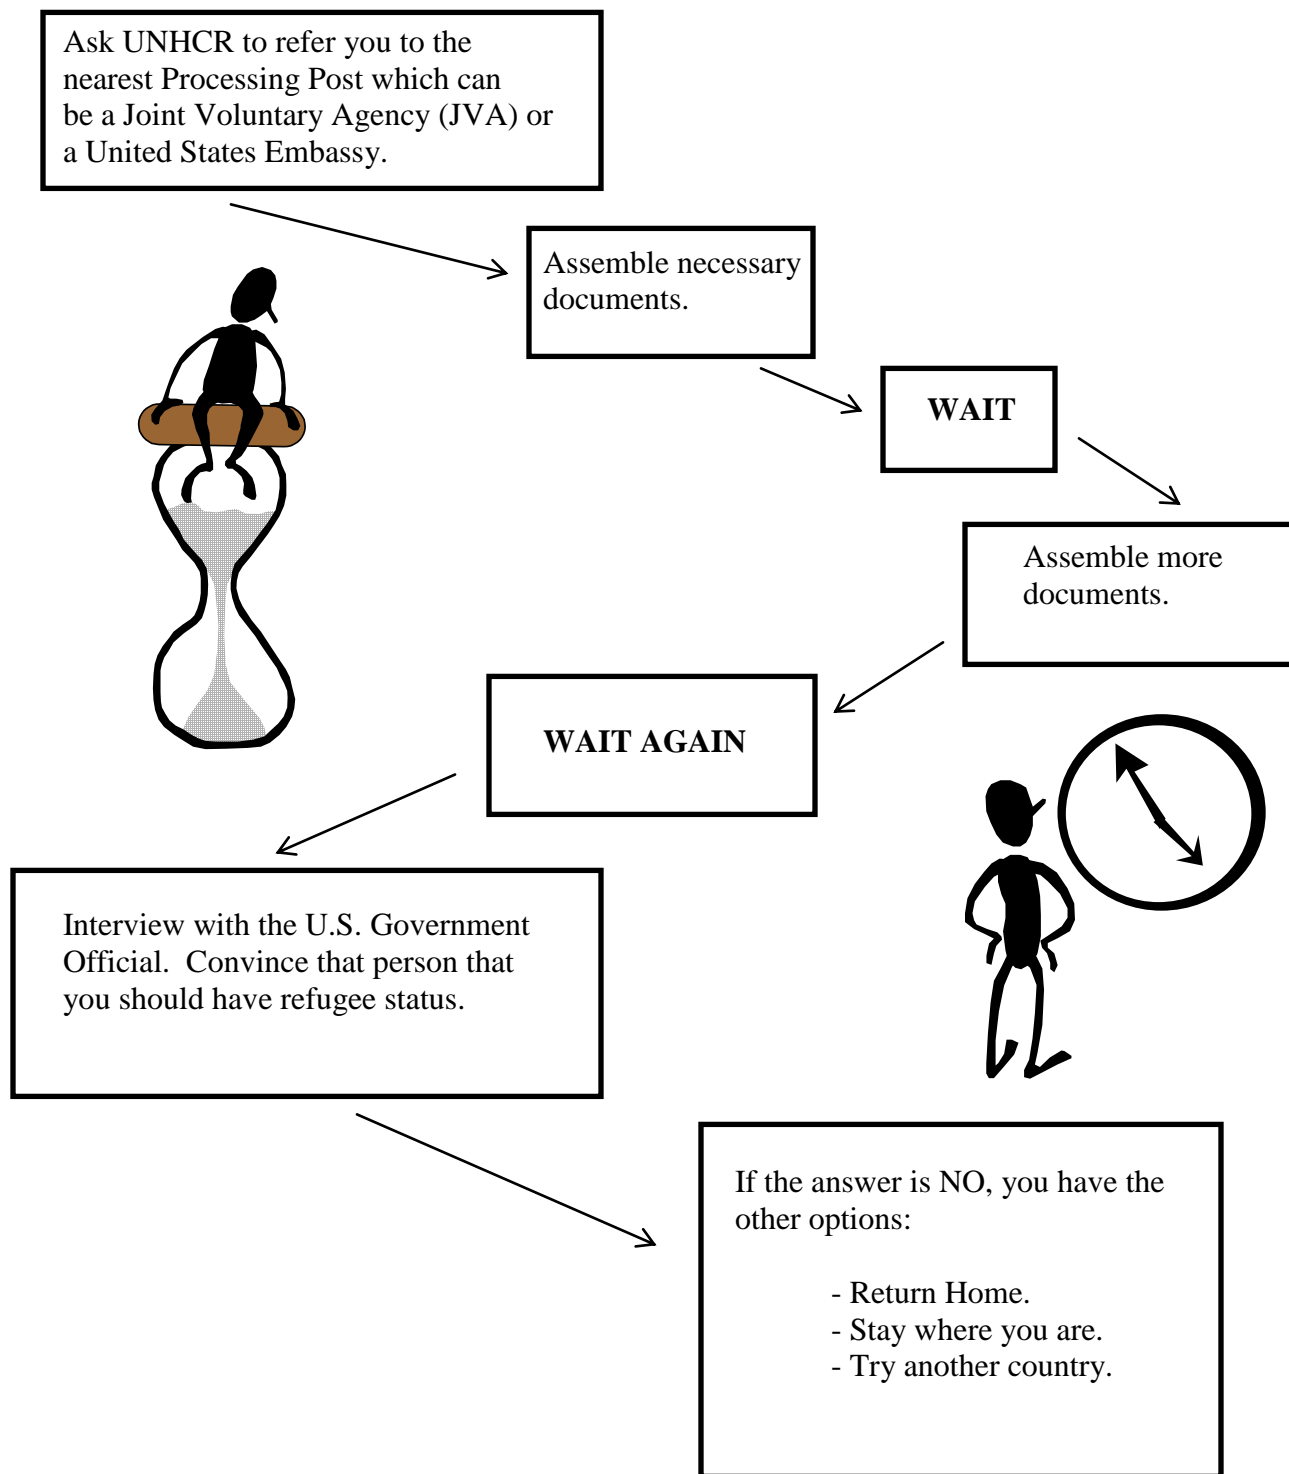 Ask UNHCR to refer you to the
nearest Processing Post which can
be a Joint Voluntary Agency (JVA) or
a United States Embassy.
Assemble necessary
documents.
WAIT
Assemble more
documents.
WAIT AGAIN
Interview with the U.S. Government
Official.  Convince that person that
you should have refugee status.
If the answer is NO, you have the
other options:
- Return Home.
- Stay where you are.
- Try another country.